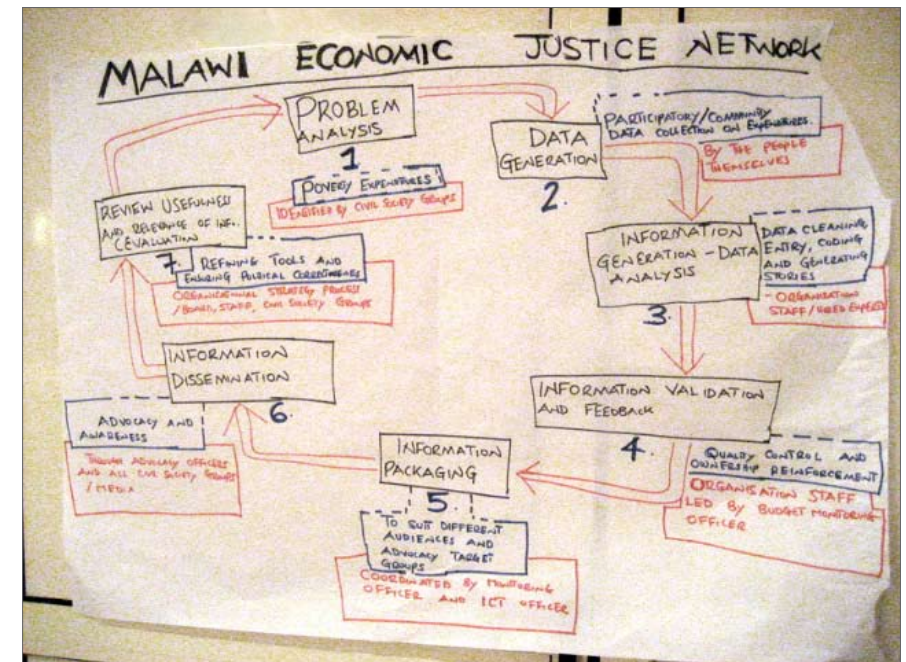 MALAWI ECONOMIC JUSTICE NETWORK
PROBLEM
ANALYSIS
1
POVERTY EXPENDITURES
IDENTIFIED BY CIVIL SOCIETY GROUPS
DATA
GENERATION
2.
PARTICIPATORY/COMMUNITY
DATA COLLECTION ON EXPENDITURES.
BY THE PEOPLE
THEMSELVES
INFORMATION
GENERATION - DATA
ANALYSIS
3.
DATA CLEANING
ENTRY, CODING
AND GENERATING
STORIES
- ORGANISATION
STAFF/HIRED EXPERTS
INFORMATION VALIDATION
AND FEEDBACK
4.
QUALITY CONTROL AND
OWNERSHIP REINFORCEMENT
ORGANISATION STAFF
LED BY BUDGET MONITORING
OFFICER
INFORMATION
PACKAGING
5.
TO SUIT DIFFERENT
AUDIENCES AND
ADVOCACY TARGET
GROUPS
COORDINATED BY MONITORING
OFFICER AND ICT OFFICER
INFORMATION
DISSEMINATION
6.
ADVOCACY AND
AWARENESS
THROUGH ADVOCACY OFFICERS
AND ALL CIVIL SOCIETY GROUPS
/MEDIA
REVIEW USEFULNESS
AND RELEVANCE OF INFO.
(EVALUATION
7.
REFINING TOOLS AND
ENSURING POLITICAL CORRECTNESS
ORGANISATIONAL STRATEGY PROCESS
/BOARD, STAFF, CIVIL SOCIETY GROUPS